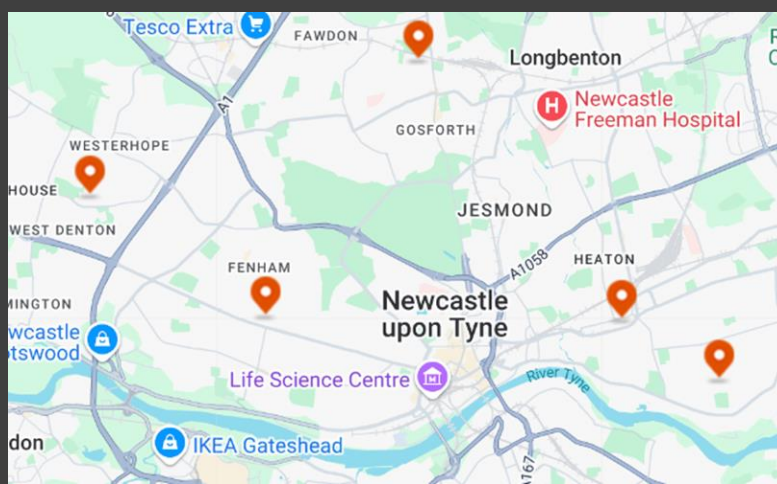 Tesco Extra
FAWDON
Longbenton
A1
Newcastle
Freeman Hospital
GOSFORTH
WESTERHOPE
HOUSE
JESMOND
WEST DENTON
A1058
HEATON
FENHAM
MINGTON
Newcastle
upon Tyne
wcastle
otswood
Life Science Centre
River Tyne
don
IKEA Gateshead
A167